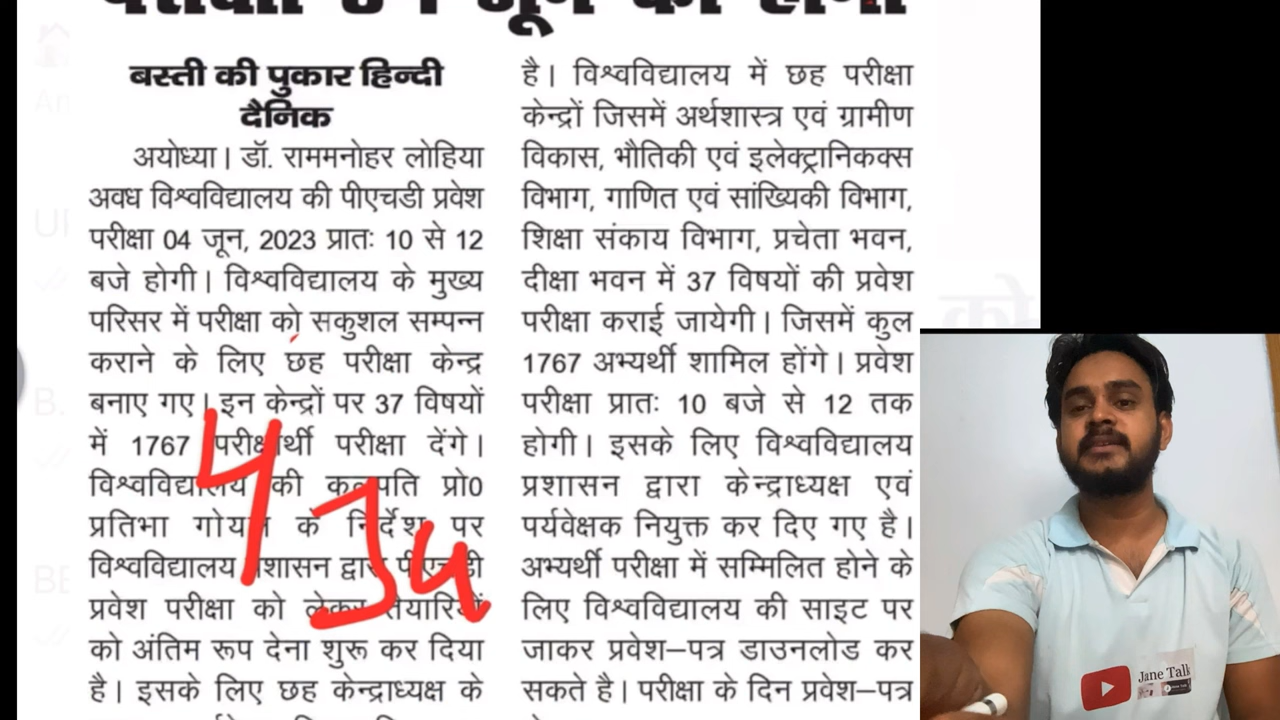 बस्ती की पुकार हिन्दी
दैनिक
अयोध्या। डॉ. राममनोहर लोहिया
अवध विश्वविद्यालय की पीएचडी प्रवेश
परीक्षा 04 जून, 2023 प्रातः 10 से 12
बजे होगी। विश्वविद्यालय के मुख्य
परिसर में परीक्षा को सकुशल सम्पन्न
कराने के लिए छह परीक्षा केन्द्र
बनाए गए। इन केन्द्रों पर 37 विषयों
में 1767 परीक्षार्थी परीक्षा देंगे।
विश्वविद्यालय की कुलपति प्रो0
प्रतिभा गोयल के निर्देश पर
विश्वविद्यालय प्रशासन द्वारा पीएचडी
प्रवेश परीक्षा को लेकर तैयारियों
को अंतिम रूप देना शुरू कर दिया
है। इसके लिए छह केन्द्राध्यक्ष के
है। विश्वविद्यालय में छह परीक्षा
केन्द्रों जिसमें अर्थशास्त्र एवं ग्रामीण
विकास, भौतिकी एवं इलेक्ट्रानिकक्स
विभाग, गाणित एवं सांख्यिकी विभाग,
शिक्षा संकाय विभाग, प्रचेता भवन,
दीक्षा भवन में 37 विषयों की प्रवेश
परीक्षा कराई जायेगी। जिसमें कुल
1767 अभ्यर्थी शामिल होंगे। प्रवेश
परीक्षा प्रातः 10 बजे से 12 तक
होगी। इसके लिए विश्वविद्यालय
प्रशासन द्वारा केन्द्राध्यक्ष एवं
पर्यवेक्षक नियुक्त कर दिए गए है।
अभ्यर्थी परीक्षा में सम्मिलित होने के
लिए विश्वविद्यालय की साइट पर
जाकर प्रवेश–पत्र डाउनलोड कर
सकते है। परीक्षा के दिन प्रवेश–पत्र
4 Ju
Jane Talk